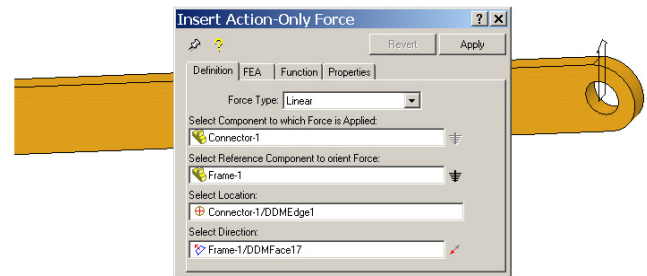 Insert Action-Only Force
Revert Apply
Definition FEA Function Properties
Force Type: Linear
Select Component to which Force is Applied:
Connector-1
Select Reference Component to orient Force:
Frame-1
Select Location:
Connector-1/DDMEdge1
Select Direction:
Frame-1/DDMFace17